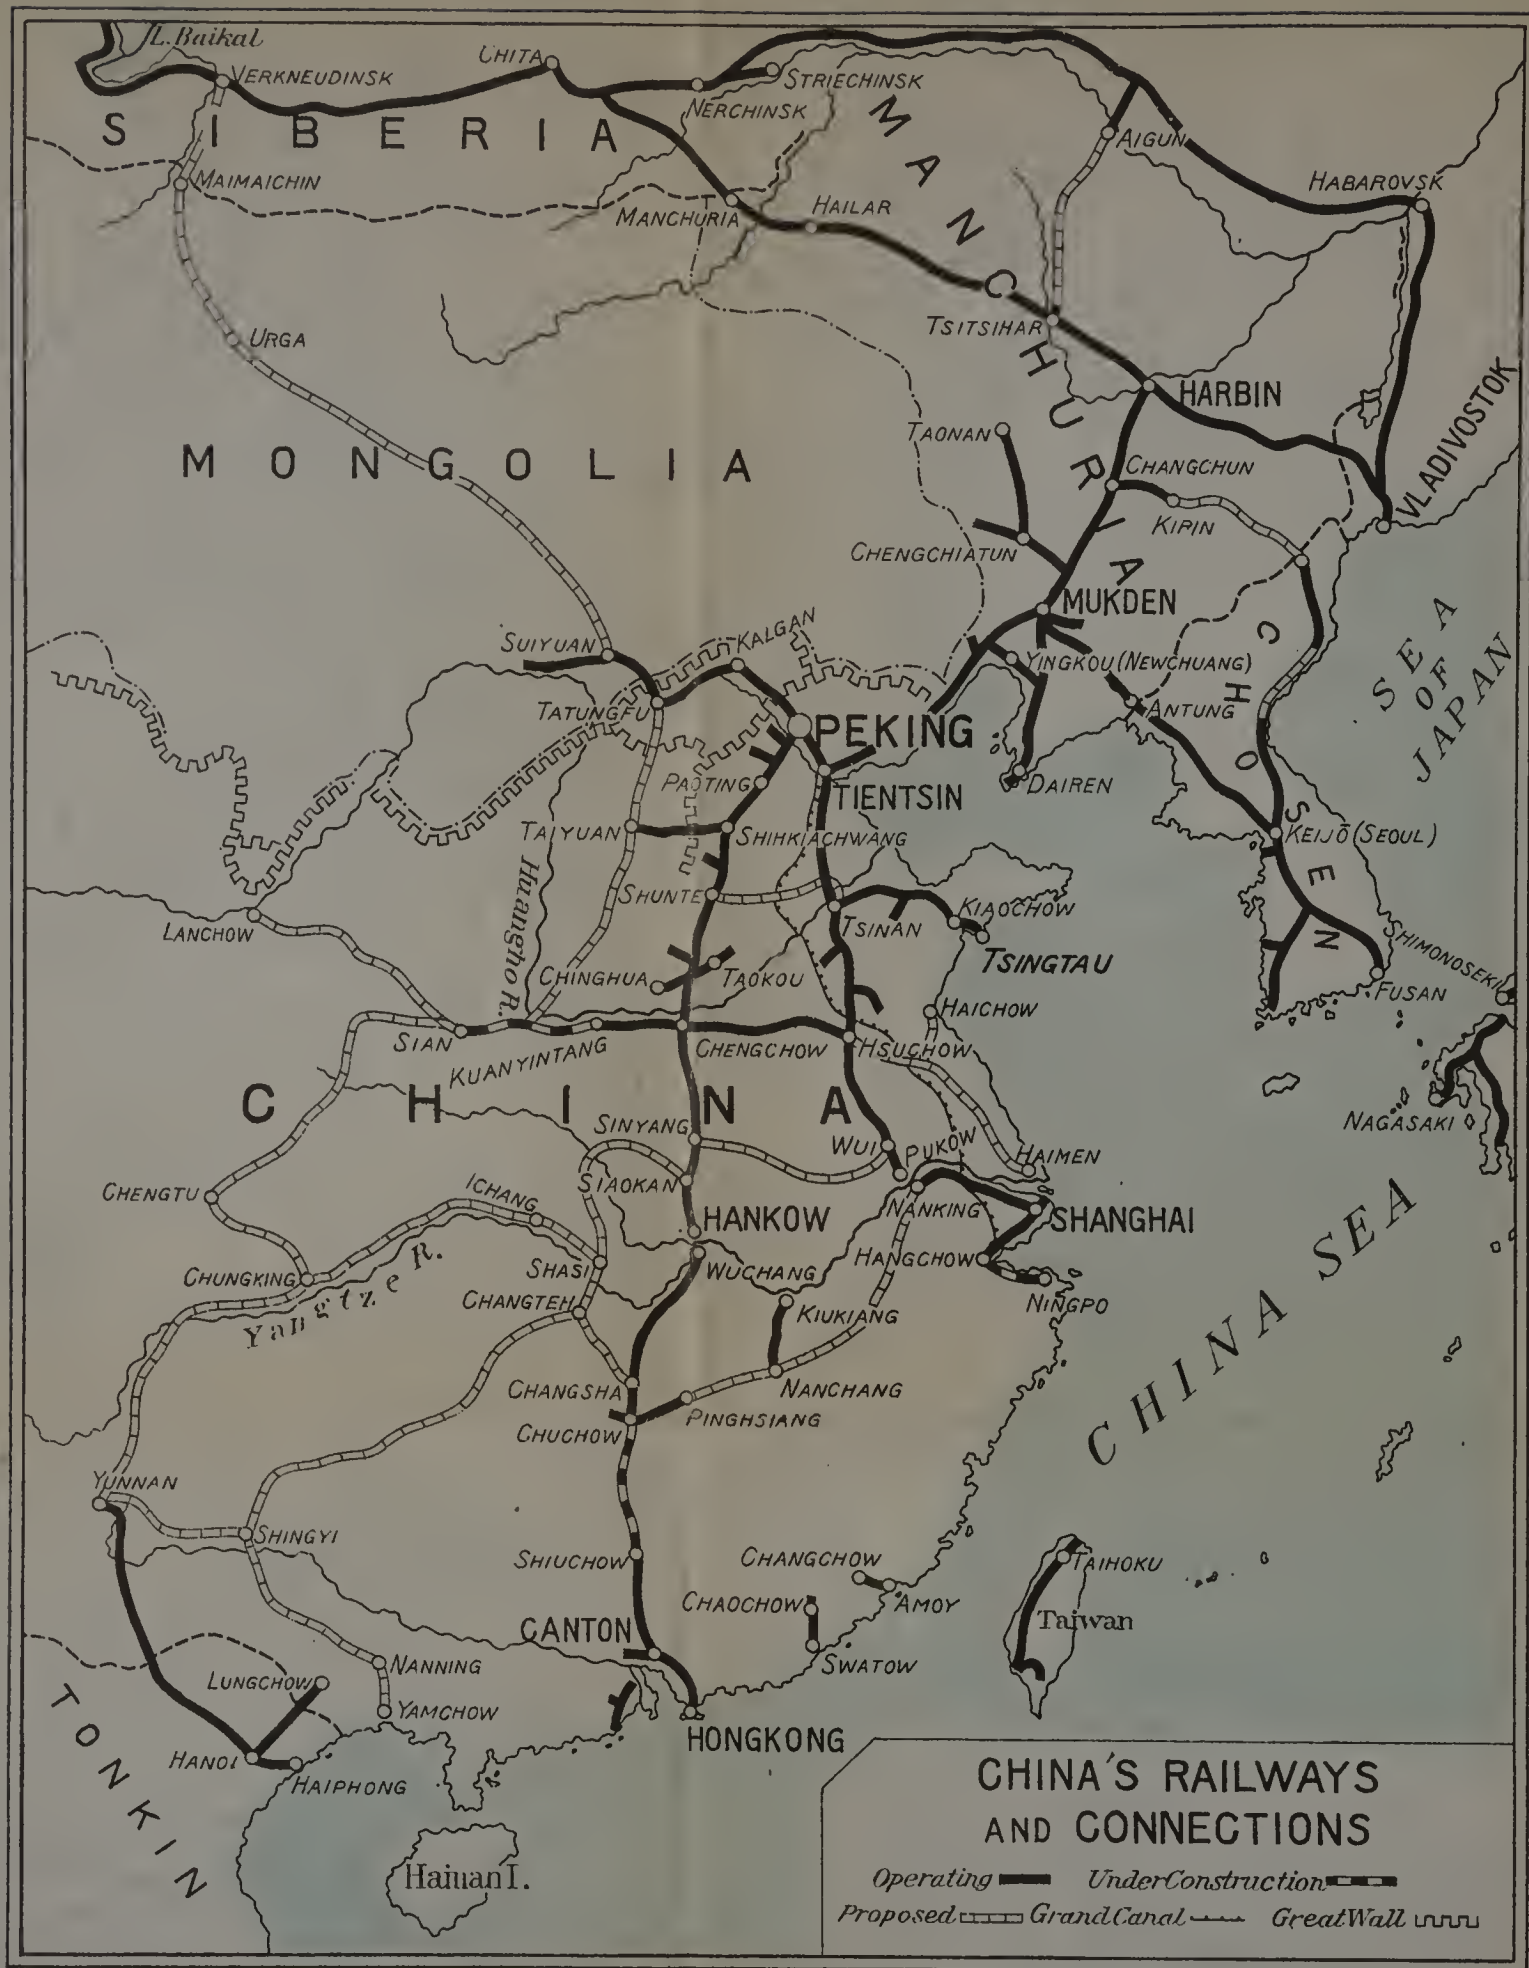 L. Baikal
VERKNEUDINSK
CHITA
STRIECHINSK
NERCHINSK
SIBERIA
MANCHURIA
AIGUN
HABAROVSK
MAIMAICHIN
MANCHURIA
HAILAR
TSITSIHAR
URGA
HARBIN
VLADIVOSTOK
TAONAN
CHANGCHUN
MONGOLIA
KIRIN
CHENGCHIATUN
MUKDEN
SUIYUAN
KALGAN
YINGKOU (NEWCHUANG)
CHOSEN
SEA
OF
JAPAN
TATUNGFU
PEKING
ANTUNG
PAOTING
TIENTSIN
DAIREN
TAIYUAN
SHIHKIACHWANG
KEIJŌ (SEOUL)
Huangho R.
SHUNTE
LANCHOW
TSINAN
KIAOCHOW
TSINGTAU
SHIMONOSEKI
CHINGHUA
TAOKOU
FUSAN
HAICHOW
SIAN
KUANYINTANG
CHENGCHOW
HSUCHOW
CHINA
NAGASAKI
SINYANG
WUI
PUKOW
HAIMEN
CHENGTU
ICHANG
SIAOKAN
HANKOW
NANKING
SHANGHAI
CHUNGKING
SHASI
WUCHANG
HANGCHOW
Yangtze R.
CHANGTEH
KIUKIANG
NINGPO
CHINA SEA
CHANGSHA
NANCHANG
CHUCHOW
PINGHSIANG
YUNNAN
SHINGYI
SHIUCHOW
CHANGCHOW
TAIHOKU
CHAOCHOW
AMOY
CANTON
Taiwan
LUNGCHOW
NANNING
SWATOW
TONKIN
YAMCHOW
HONGKONG
HANOI
HAIPHONG
Hainan I.
CHINA'S RAILWAYS
AND CONNECTIONS
Operating Under Construction
Proposed Grand Canal Great Wall